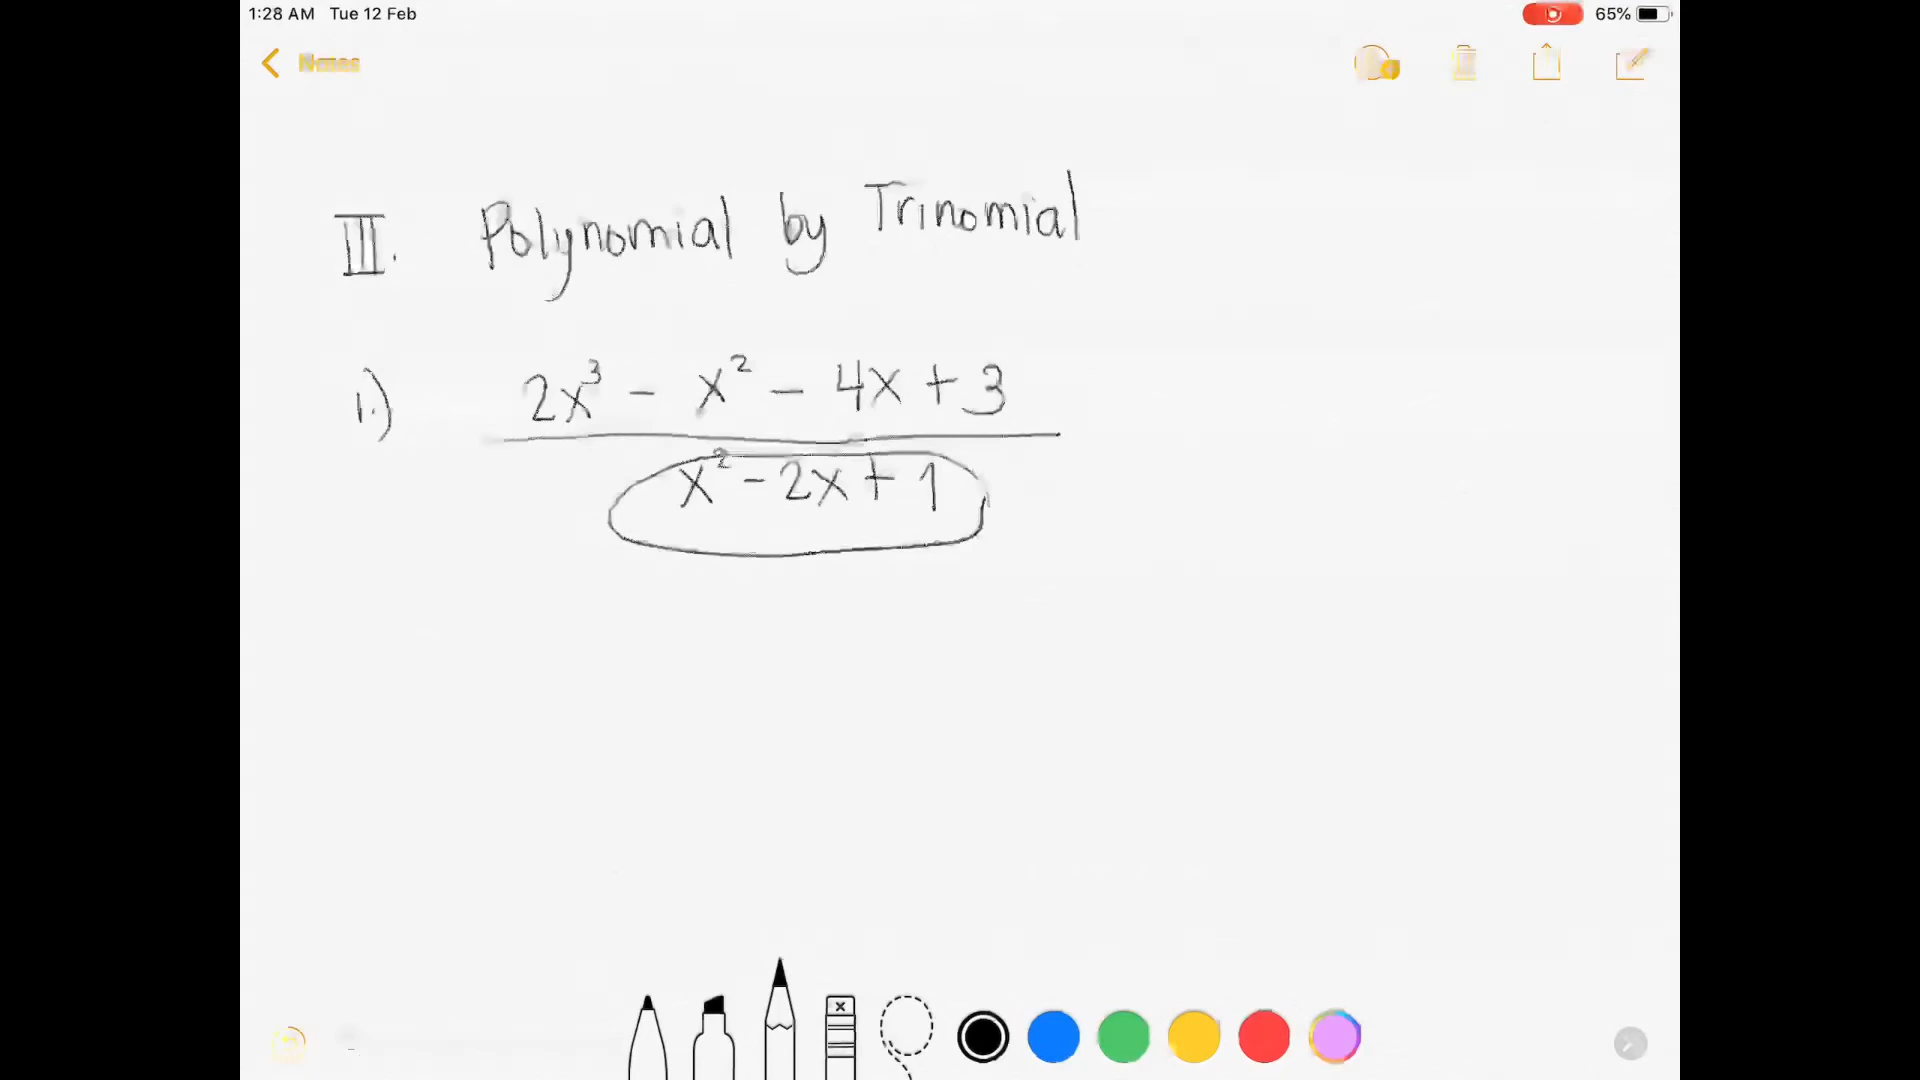 1:28 AM Tue 12 Feb 65%
Notes
III. Polynomial by Trinomial
1.) 2x³ - x² - 4x + 3
x² - 2x + 1